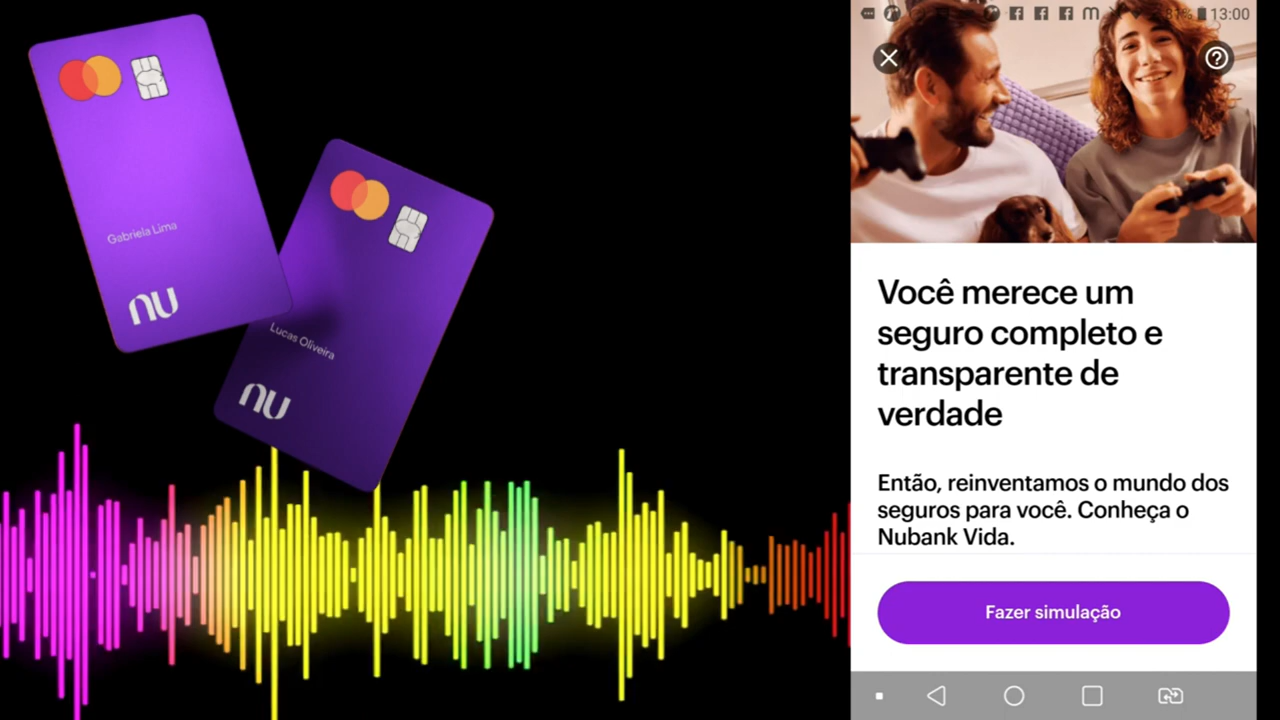 Gabriela Lima
nu
Lucas Oliveira
nu
13:00
Você merece um
seguro completo e
transparente de
verdade
Então, reinventamos o mundo dos
seguros para você. Conheça o
Nubank Vida.
Fazer simulação